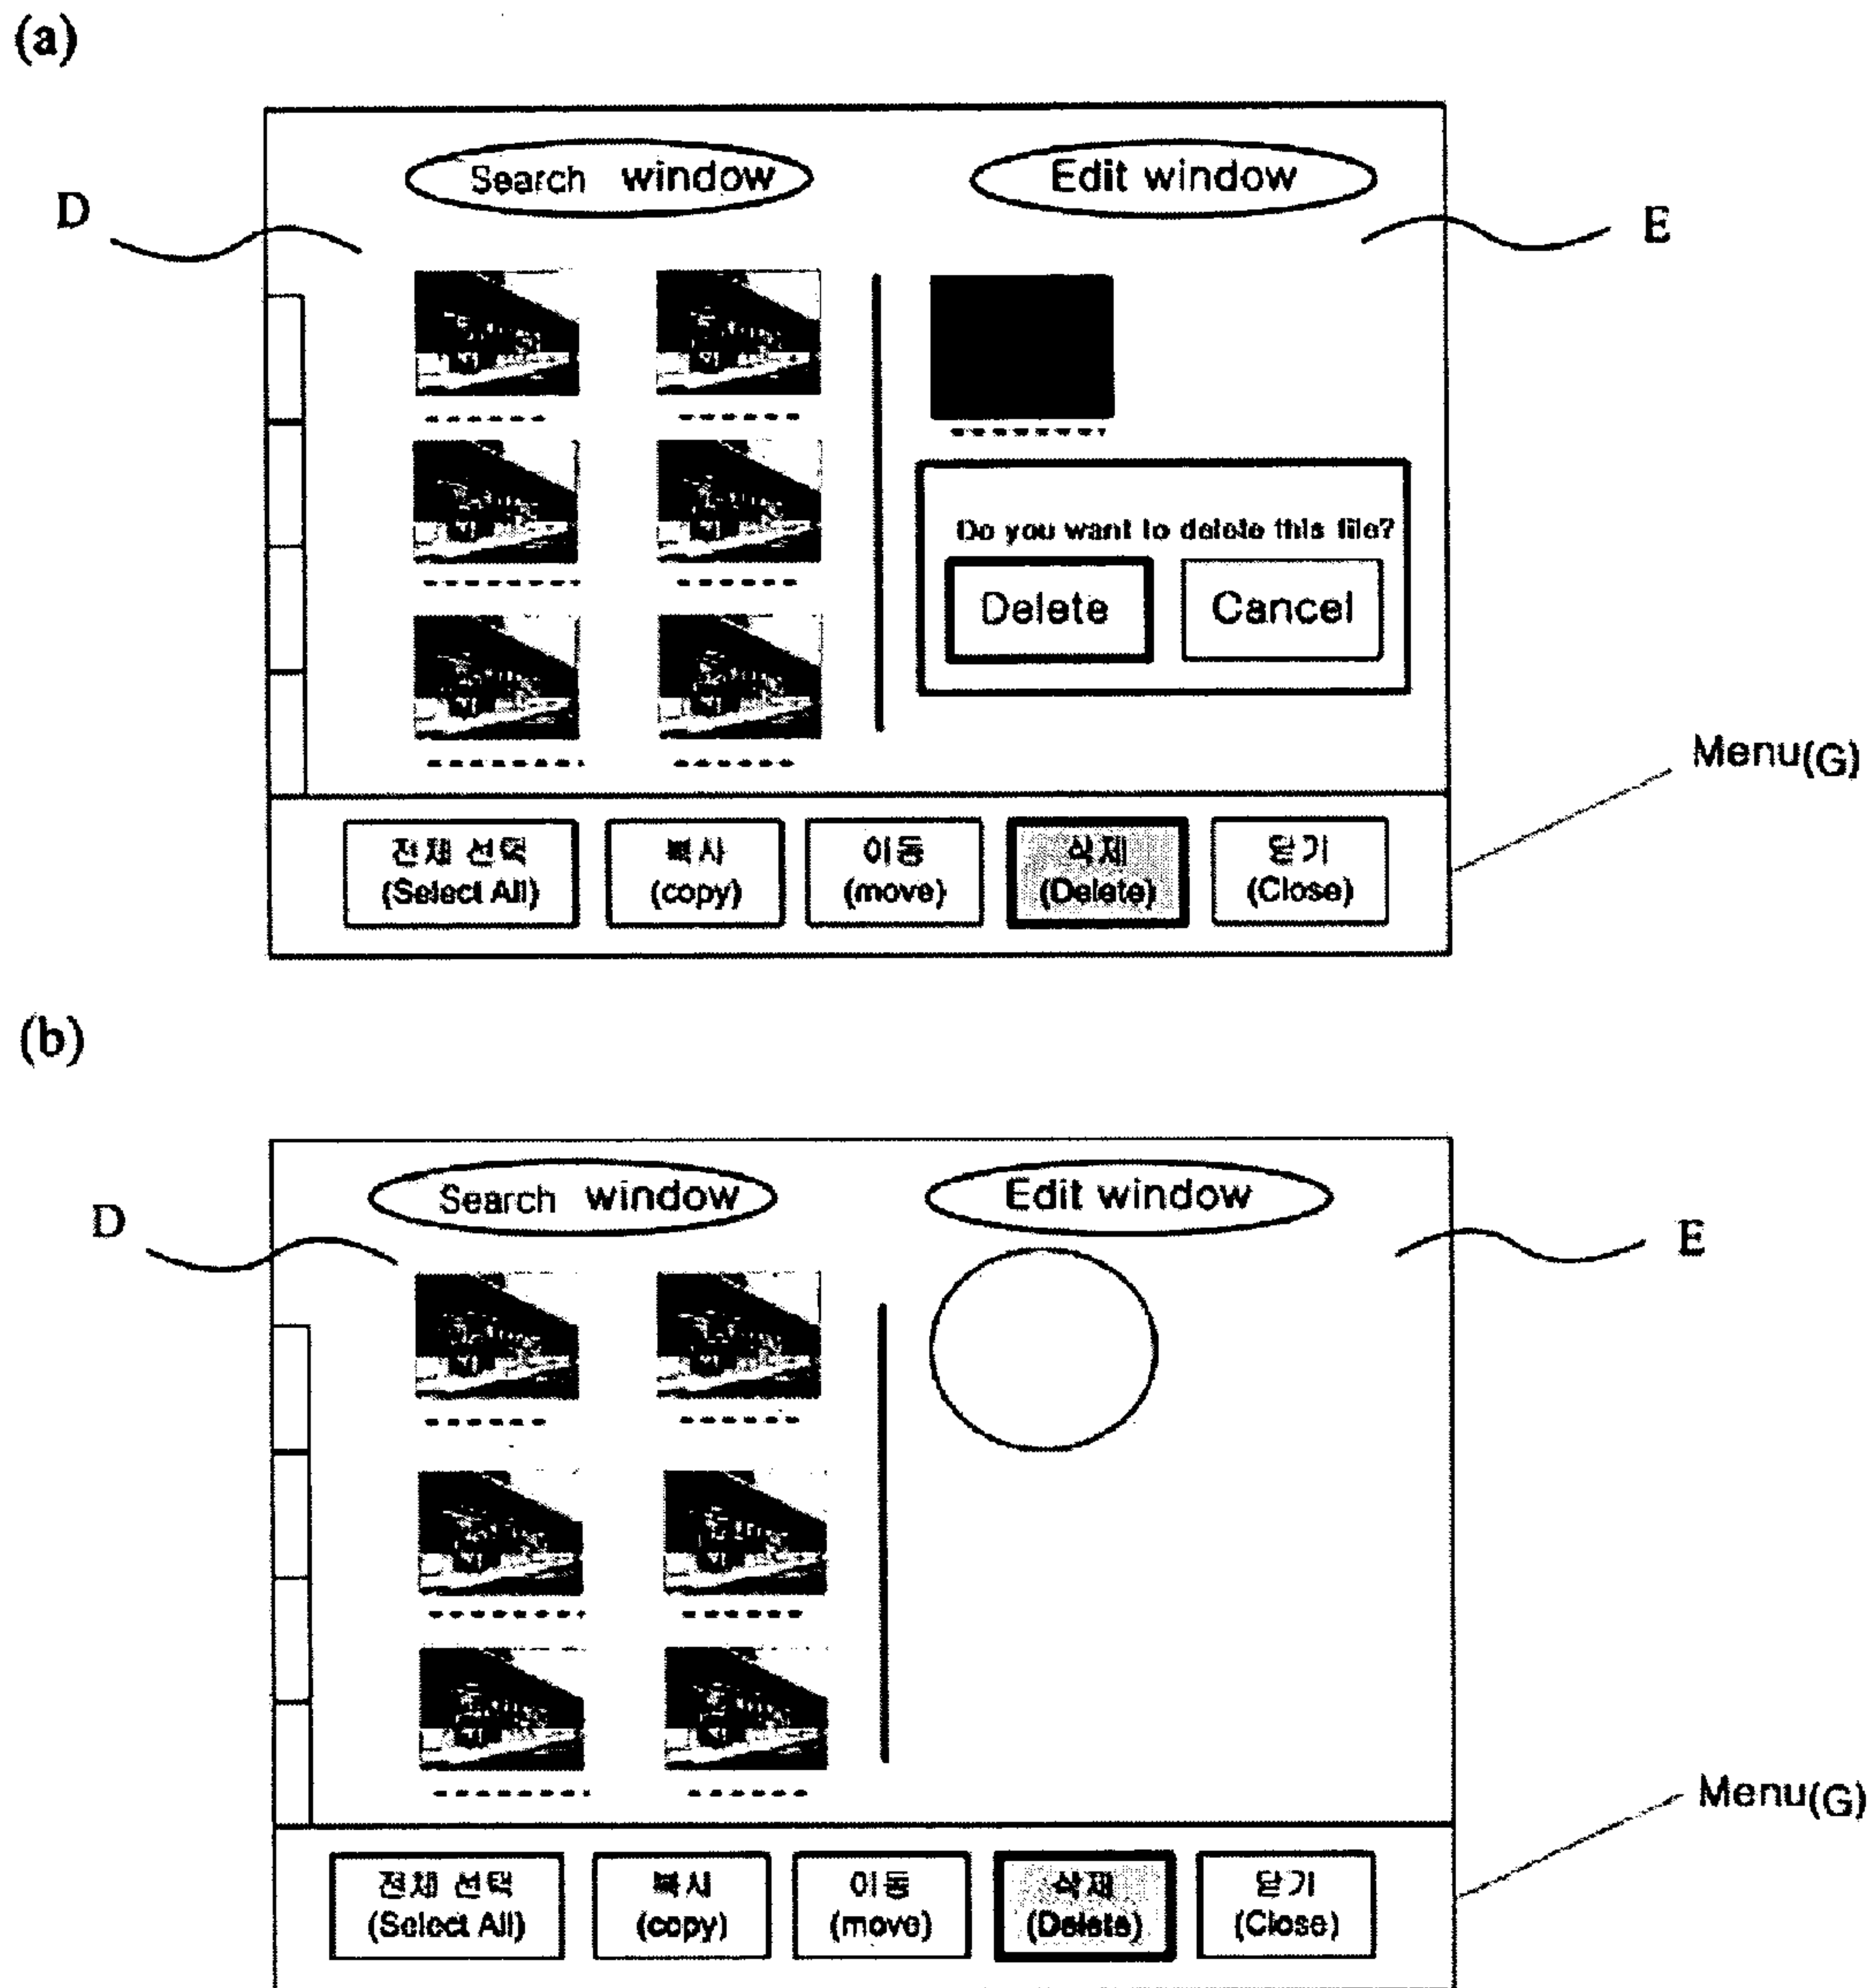 (a)
Search window
Edit window
D
E
Do you want to delete this file?
Delete
Cancel
Menu(G)
전체 선택
(Select All)
복사
(copy)
이동
(move)
삭제
(Delete)
닫기
(Close)
(b)
Search window
Edit window
D
E
Menu(G)
전체 선택
(Select All)
복사
(copy)
이동
(move)
삭제
(Delete)
닫기
(Close)